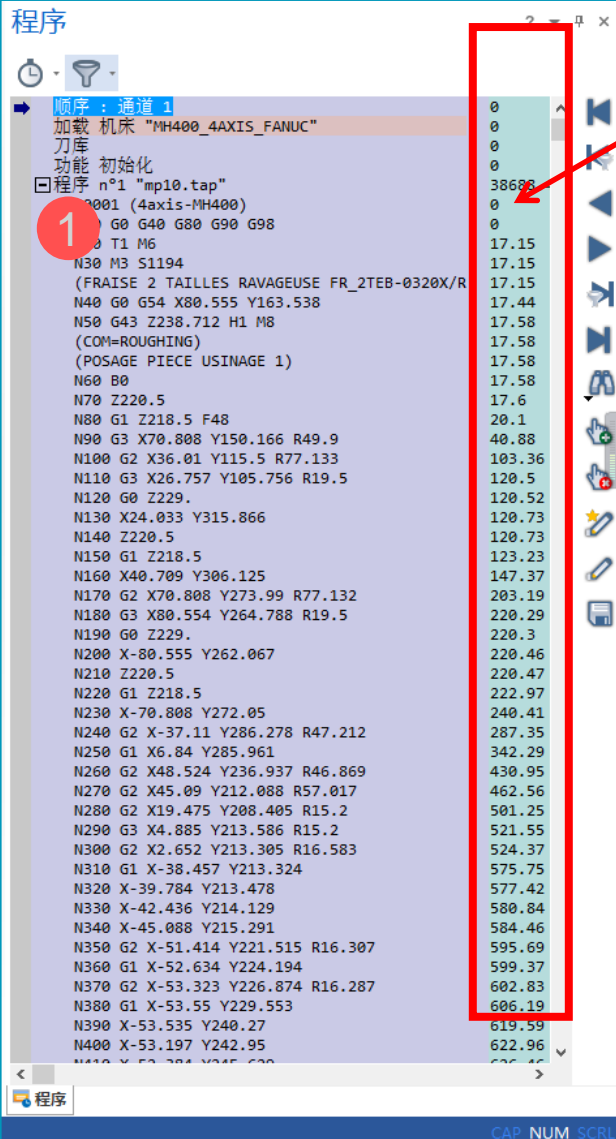 程序
?
顺序 : 通道 1 0
加载 机床 "MH400_4AXIS_FANUC" 0
刀库 0
功能 初始化 0
程序 n°1 "mp10.tap"
0001 (4axis-MH400) 0
1
G0 G40 G80 G90 G98 0
T1 M6 17.15
N30 M3 S1194 17.15
(FRAISE 2 TAILLES RAVAGEUSE FR_2TEB-0320X/R 17.15
N40 G0 G54 X80.555 Y163.538 17.44
N50 G43 Z238.712 H1 M8 17.58
(COM=ROUGHING) 17.58
(POSAGE PIECE USINAGE 1) 17.58
N60 B0 17.58
N70 Z220.5 17.6
N80 G1 Z218.5 F48 20.1
N90 G3 X70.808 Y150.166 R49.9 40.88
N100 G2 X36.01 Y115.5 R77.133 103.36
N110 G3 X26.757 Y105.756 R19.5 120.5
N120 G0 Z229. 120.52
N130 X24.033 Y315.866 120.73
N140 Z220.5 120.73
N150 G1 Z218.5 123.23
N160 X40.709 Y306.125 147.37
N170 G2 X70.808 Y273.99 R77.132 203.19
N180 G3 X80.554 Y264.788 R19.5 220.29
N190 G0 Z229. 220.3
N200 X-80.555 Y262.067 220.46
N210 Z220.5 220.47
N220 G1 Z218.5 222.97
N230 X-70.808 Y272.05 240.41
N240 G2 X-37.11 Y286.278 R47.212 287.35
N250 G1 X6.84 Y285.961 342.29
N260 G2 X48.524 Y236.937 R46.869 430.95
N270 G2 X45.09 Y212.088 R57.017 462.56
N280 G2 X19.475 Y208.405 R15.2 501.25
N290 G3 X4.885 Y213.586 R15.2 521.55
N300 G2 X2.652 Y213.305 R16.583 524.37
N310 G1 X-38.457 Y213.324 575.75
N320 X-39.784 Y213.478 577.42
N330 X-42.436 Y214.129 580.84
N340 X-45.088 Y215.291 584.46
N350 G2 X-51.414 Y221.515 R16.307 595.69
N360 G1 X-52.634 Y224.194 599.37
N370 G2 X-53.323 Y226.874 R16.287 602.83
N380 G1 X-53.55 Y229.553 606.19
N390 X-53.535 Y240.27 619.59
N400 X-53.197 Y242.95 622.96
程序
CAP NUM SCRL